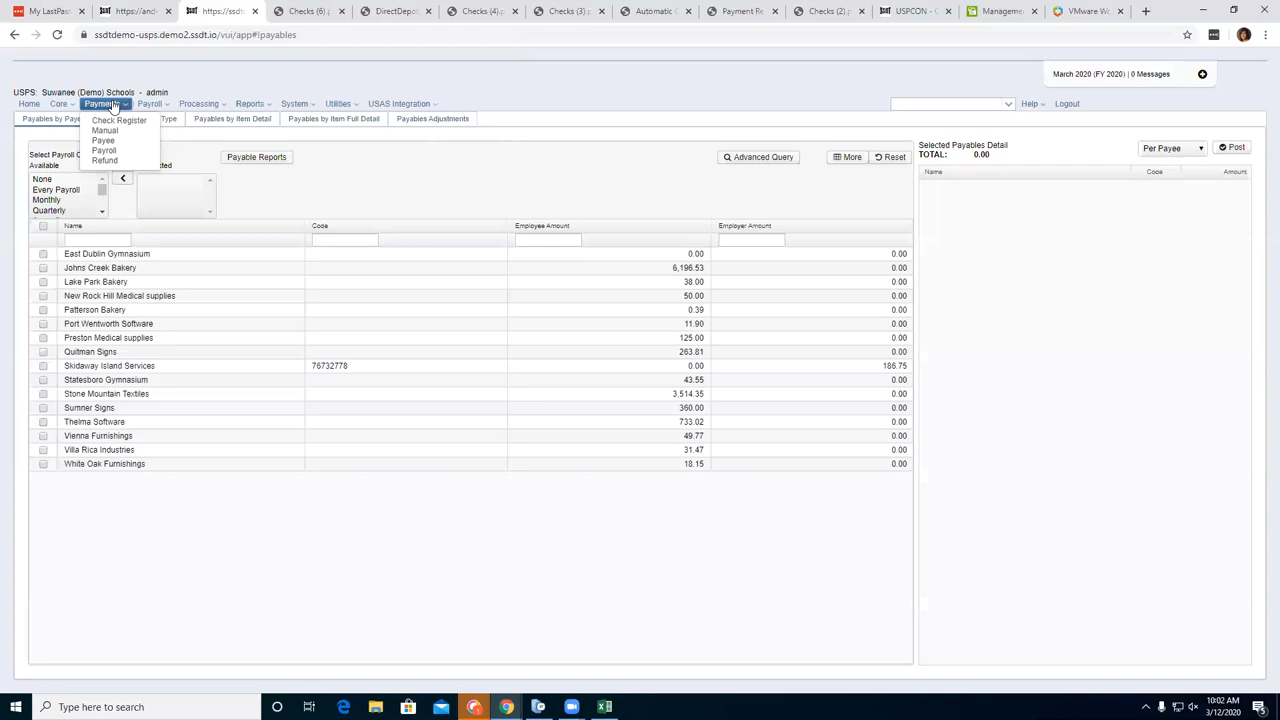 My LastPass
https://andr
https://ssdt
Checks (6).p
DirectDepos
Checks (4).p
Checks (3).p
Automatic C
Payment Re
Checks (2).p
USPCON - C
Managemen
VMware Wo
ssdtdemo-usps.demo2.ssdt.io/vui/app#!payables
March 2020 (FY 2020) | 0 Messages
USPS: Suwanee (Demo) Schools - admin
Home Core Payments Payroll Processing Reports System Utilities USAS Integration Help Logout
Payables by Paye Type Payables by Item Detail Payables by Item Full Detail Payables Adjustments
Check Register
Manual
Payee
Payroll
Refund
Select Payroll C
Available
None
Every Payroll
Monthly
Quarterly
Payable Reports
Advanced Query
More
Reset
Selected Payables Detail
TOTAL: 0.00
Per Payee
Post
Name Code Amount
Name Code Employee Amount Employer Amount
East Dublin Gymnasium 0.00 0.00
Johns Creek Bakery 6,196.53 0.00
Lake Park Bakery 38.00 0.00
New Rock Hill Medical supplies 50.00 0.00
Patterson Bakery 0.39 0.00
Port Wentworth Software 11.90 0.00
Preston Medical supplies 125.00 0.00
Quitman Signs 263.81 0.00
Skidaway Island Services 76732778 0.00 186.75
Statesboro Gymnasium 43.55 0.00
Stone Mountain Textiles 3,514.35 0.00
Sumner Signs 360.00 0.00
Thelma Software 733.02 0.00
Vienna Furnishings 49.77 0.00
Villa Rica Industries 31.47 0.00
White Oak Furnishings 18.15 0.00
Type here to search
10:02 AM
3/12/2020